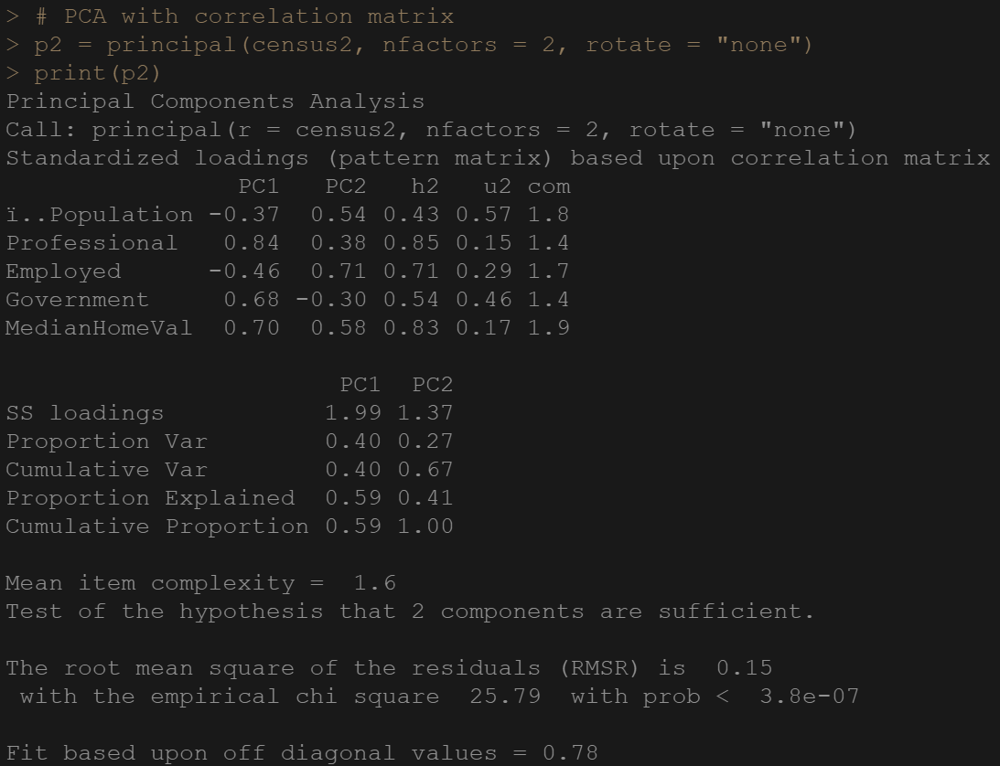 > # PCA with correlation matrix
> p2 = principal(census2, nfactors = 2, rotate = "none")
> print(p2)
Principal Components Analysis
Call: principal(r = census2, nfactors = 2, rotate = "none")
Standardized loadings (pattern matrix) based upon correlation matrix
                PC1   PC2   h2   u2 com
ï..Population -0.37  0.54 0.43 0.57 1.8
Professional   0.84  0.38 0.85 0.15 1.4
Employed      -0.46  0.71 0.71 0.29 1.7
Government     0.68 -0.30 0.54 0.46 1.4
MedianHomeVal  0.70  0.58 0.83 0.17 1.9

                       PC1  PC2
SS loadings           1.99 1.37
Proportion Var        0.40 0.27
Cumulative Var        0.40 0.67
Proportion Explained  0.59 0.41
Cumulative Proportion 0.59 1.00

Mean item complexity =  1.6
Test of the hypothesis that 2 components are sufficient.

The root mean square of the residuals (RMSR) is  0.15
 with the empirical chi square  25.79  with prob <  3.8e-07

Fit based upon off diagonal values = 0.78